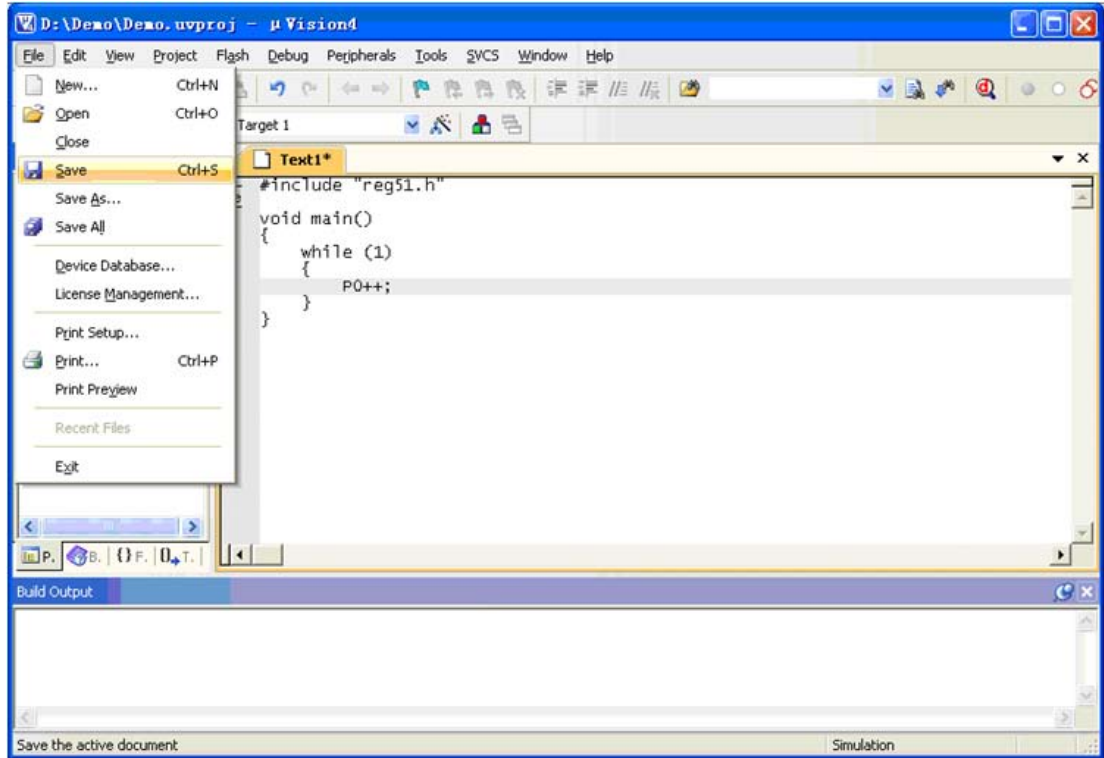 D:\Demo\Demo.uvproj - µVision4
File Edit View Project Flash Debug Peripherals Tools SVCS Window Help
New... Ctrl+N
Open Ctrl+O
Target 1
Close
Text1*
Save Ctrl+S
#include "reg51.h"
Save As...
void main()
Save All
{
while (1)
{
Device Database...
P0++;
License Management...
}
}
Print Setup...
Print... Ctrl+P
Print Preview
Recent Files
Exit
P. B. {} F. 0 T.
Build Output
Save the active document Simulation